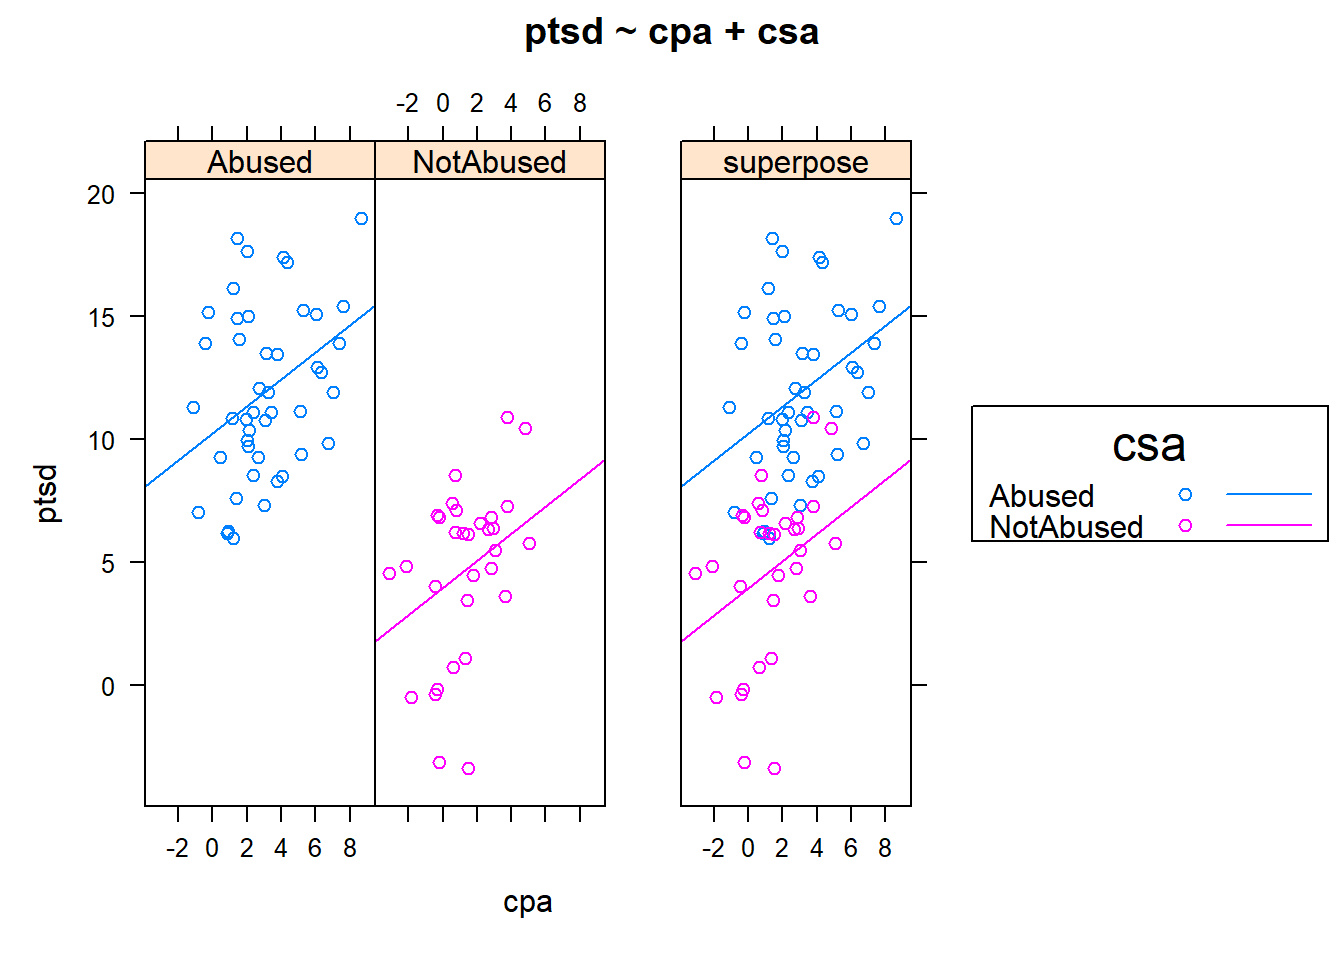 ptsd ~ cpa + csa
-2 0 2 4 6 8
Abused NotAbused superpose
20
15
10
5
0
ptsd
csa
Abused
NotAbused
-2 0 2 4 6 8 -2 0 2 4 6 8
cpa